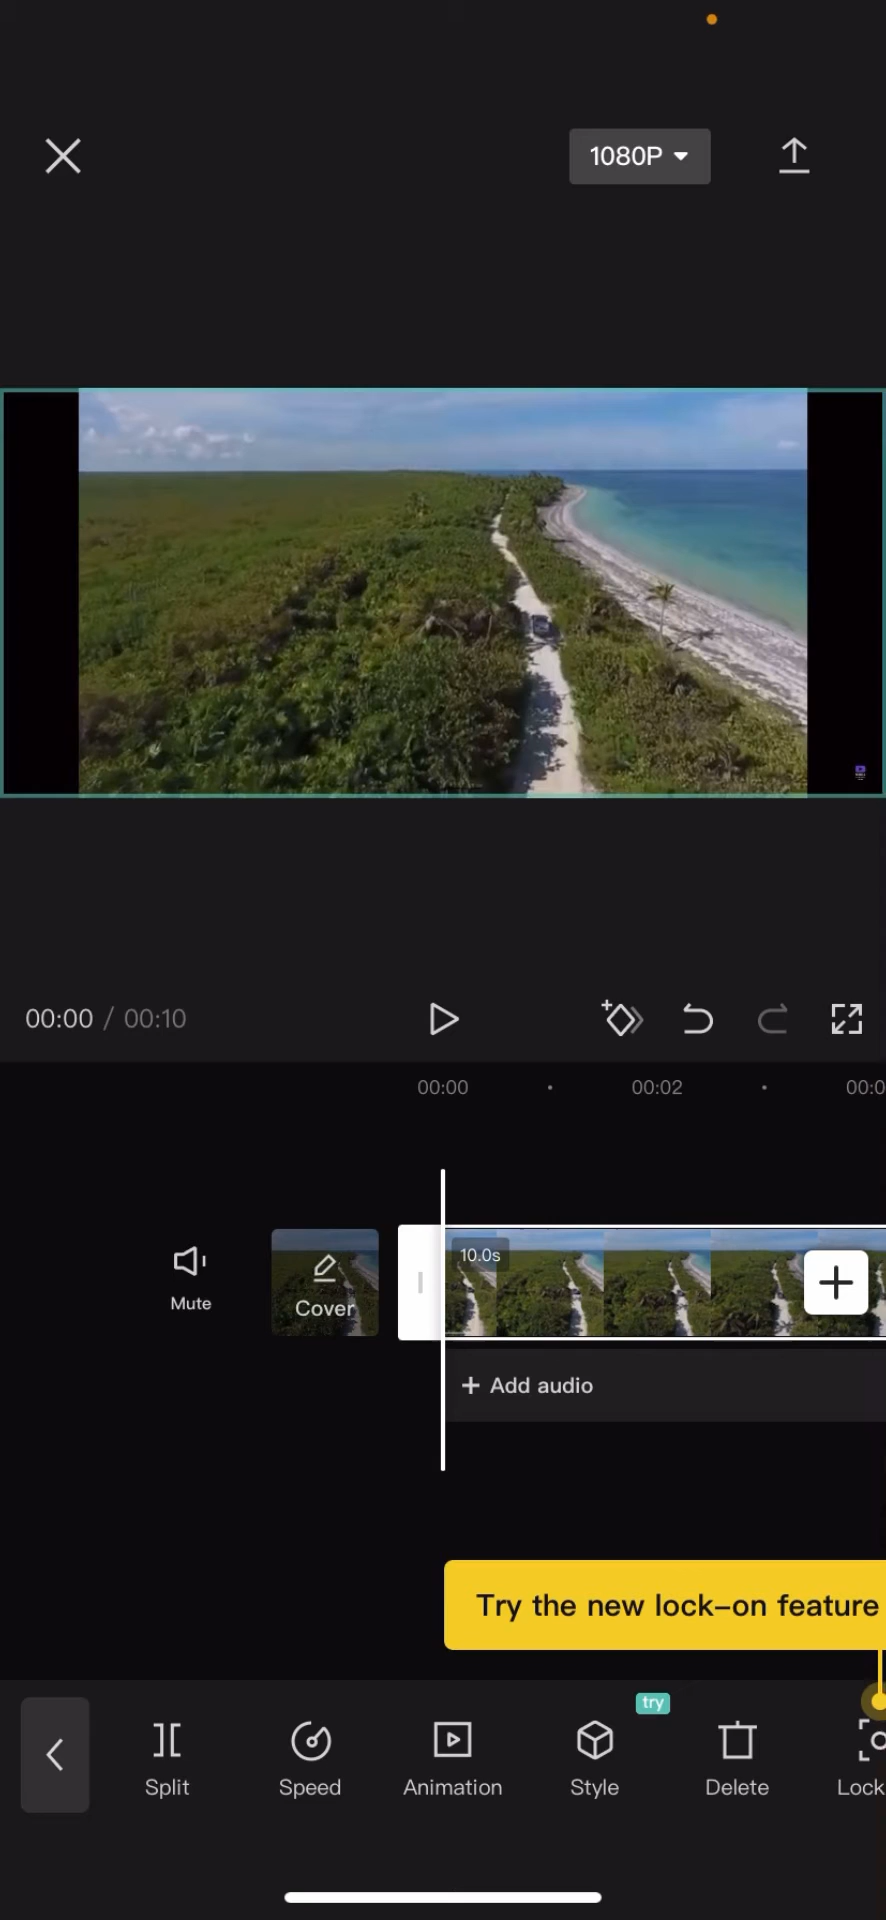 1080P
00:00 / 00:10
00:00
00:02
00:0
10.0s
Mute
Cover
+ Add audio
Try the new lock-on feature
try
Split
Speed
Animation
Style
Delete
Lock